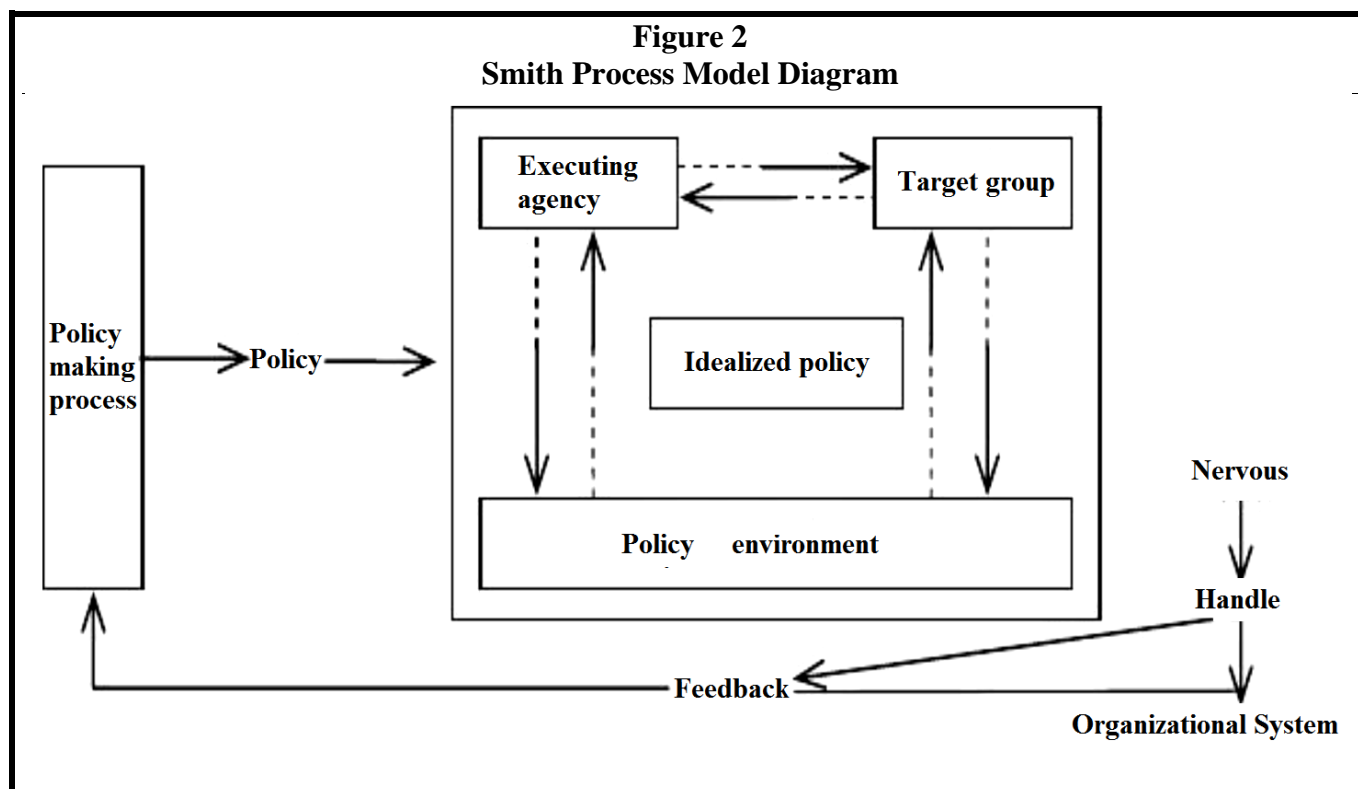 Figure 2
Smith Process Model Diagram
Executing
agency
Target group
Policy
making
process
Policy
Idealized policy
Policy environment
Nervous
Handle
Feedback
Organizational System